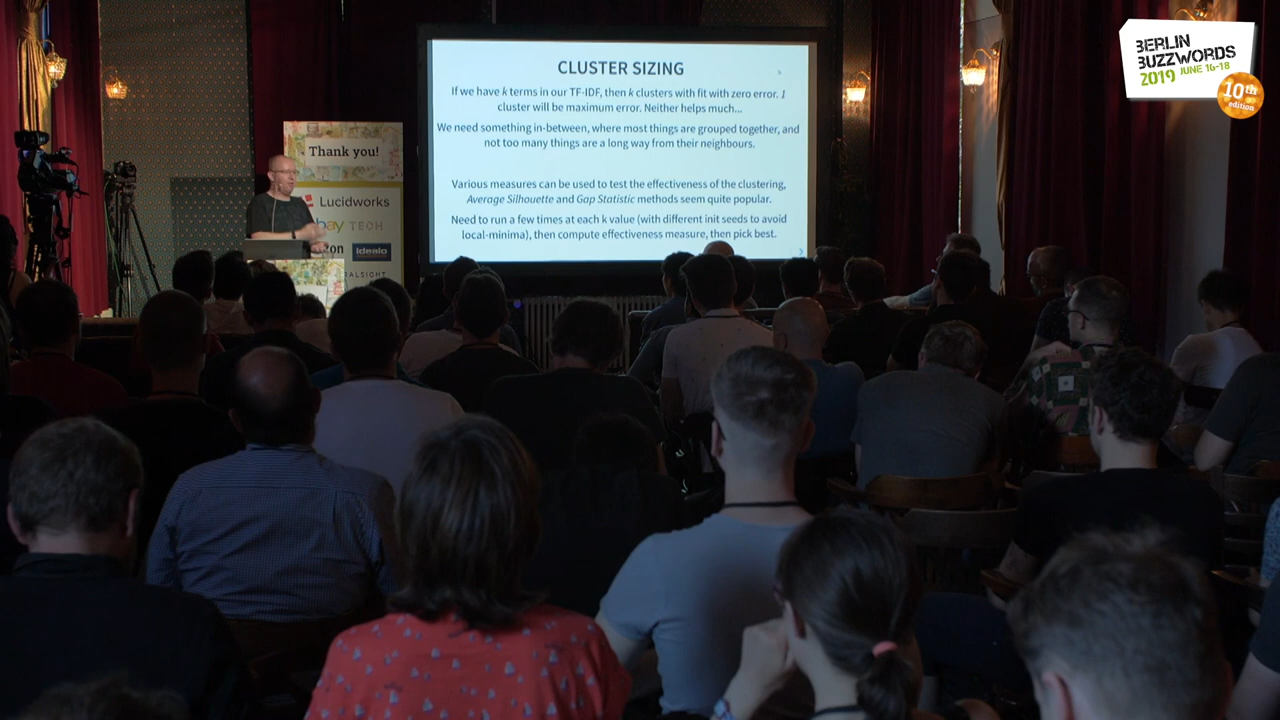 BERLIN
BUZZWORDS
2019 JUNE 16-18
10th
edition
CLUSTER SIZING
If we have k terms in our TF-IDF, then k clusters with fit with zero error. 1
cluster will be maximum error. Neither helps much...
We need something in-between, where most things are grouped together, and
not too many things are a long way from their neighbours.
Various measures can be used to test the effectiveness of the clustering,
Average Silhouette and Gap Statistic methods seem quite popular.
Need to run a few times at each k value (with different init seeds to avoid
local-minima), then compute effectiveness measure, then pick best.
Thank you!
Lucidworks
bay TECH
zon idealo
RALSIGHT